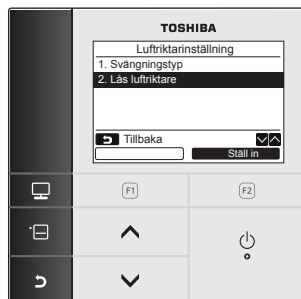 TOSHIBA
Luftriktarinställning
1. Svängningstyp
2. Lås luftriktare
Tillbaka
Ställ in
F1 F2